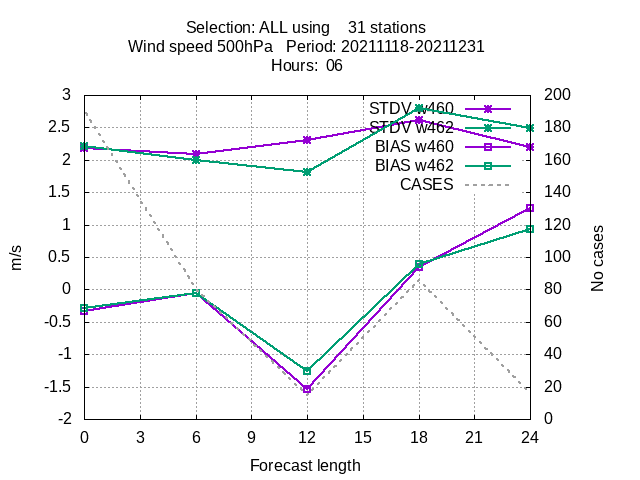 Selection: ALL using 31 stations
Wind speed 500hPa Period: 20211118-20211231
Hours: 06
STDV w460
STDV w462
BIAS w460
BIAS w462
CASES
3
2.5
2
1.5
1
0.5
0
-0.5
-1
-1.5
-2
m/s
200
180
160
140
120
100
80
60
40
20
0
No cases
0 3 6 9 12 15 18 21 24
Forecast length